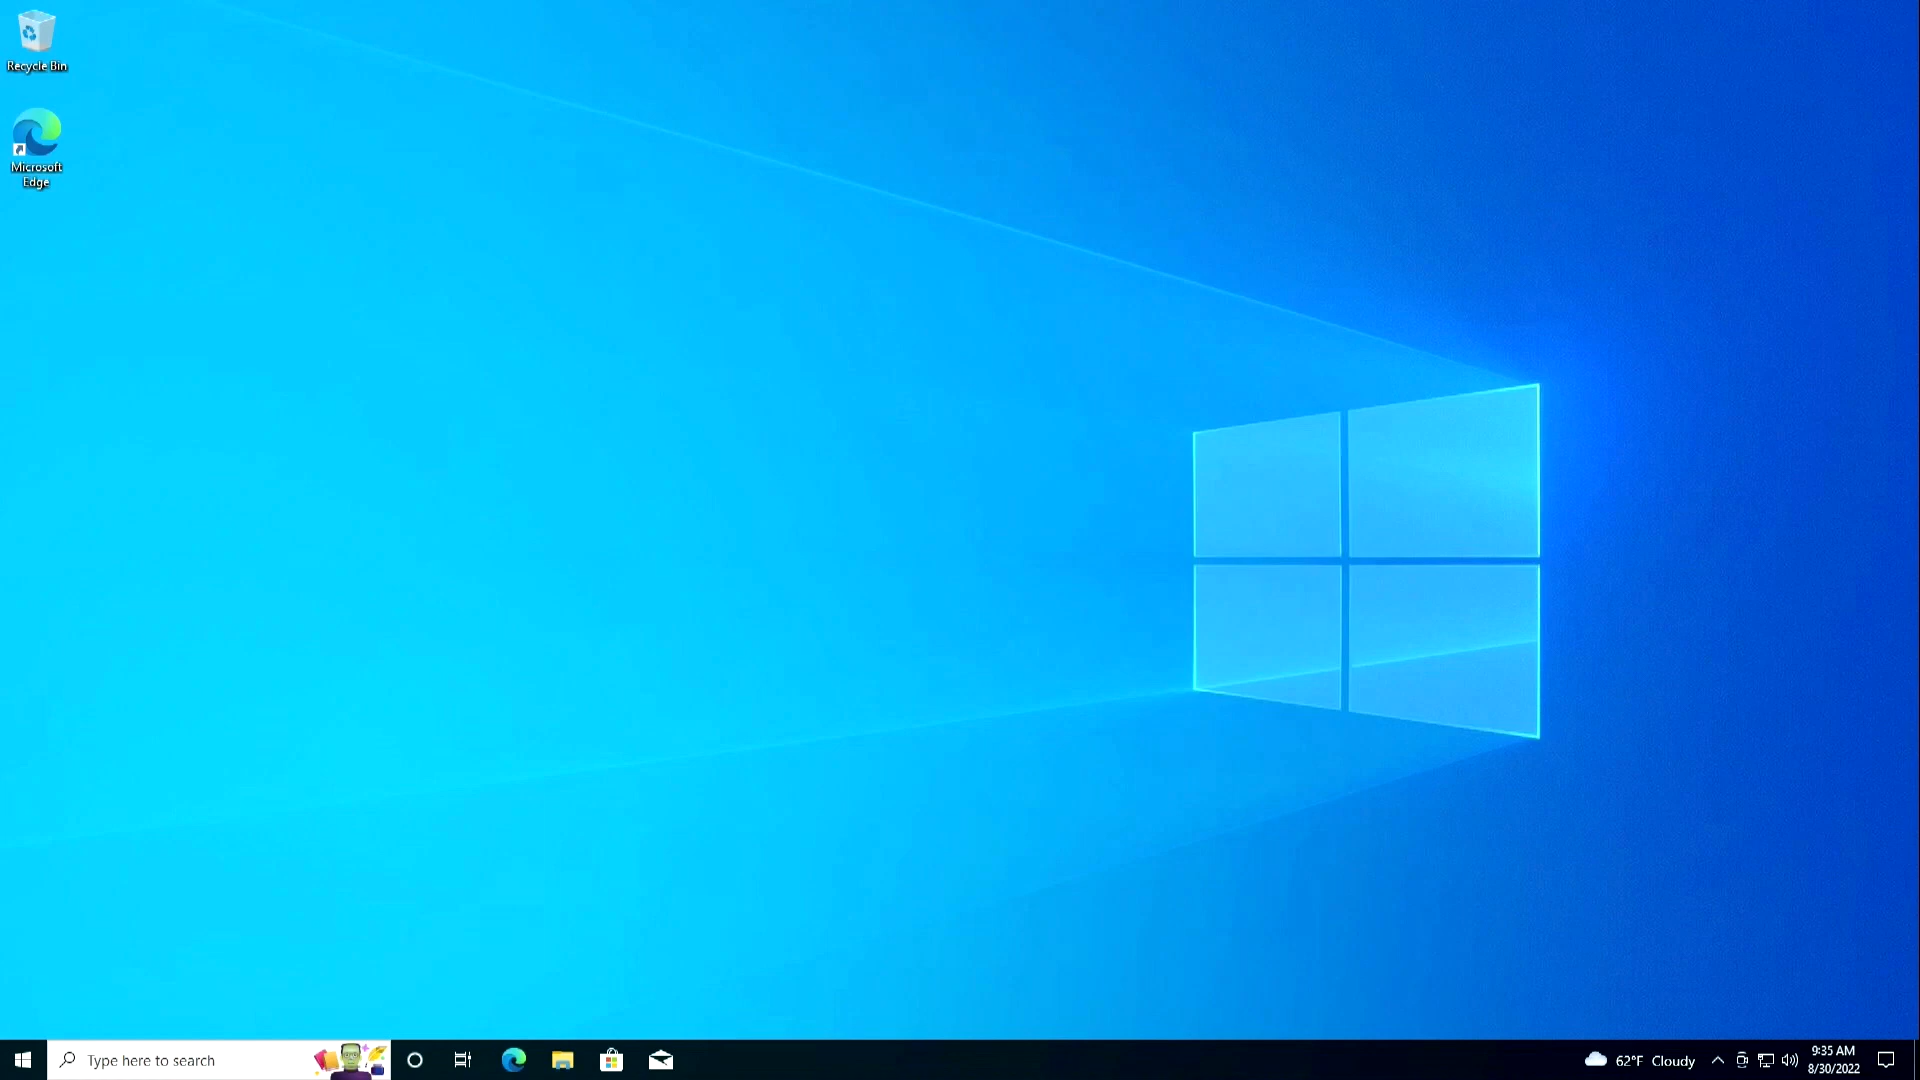 Recycle Bin
Microsoft
Edge
Type here to search
62°F Cloudy
9:35 AM
8/30/2022